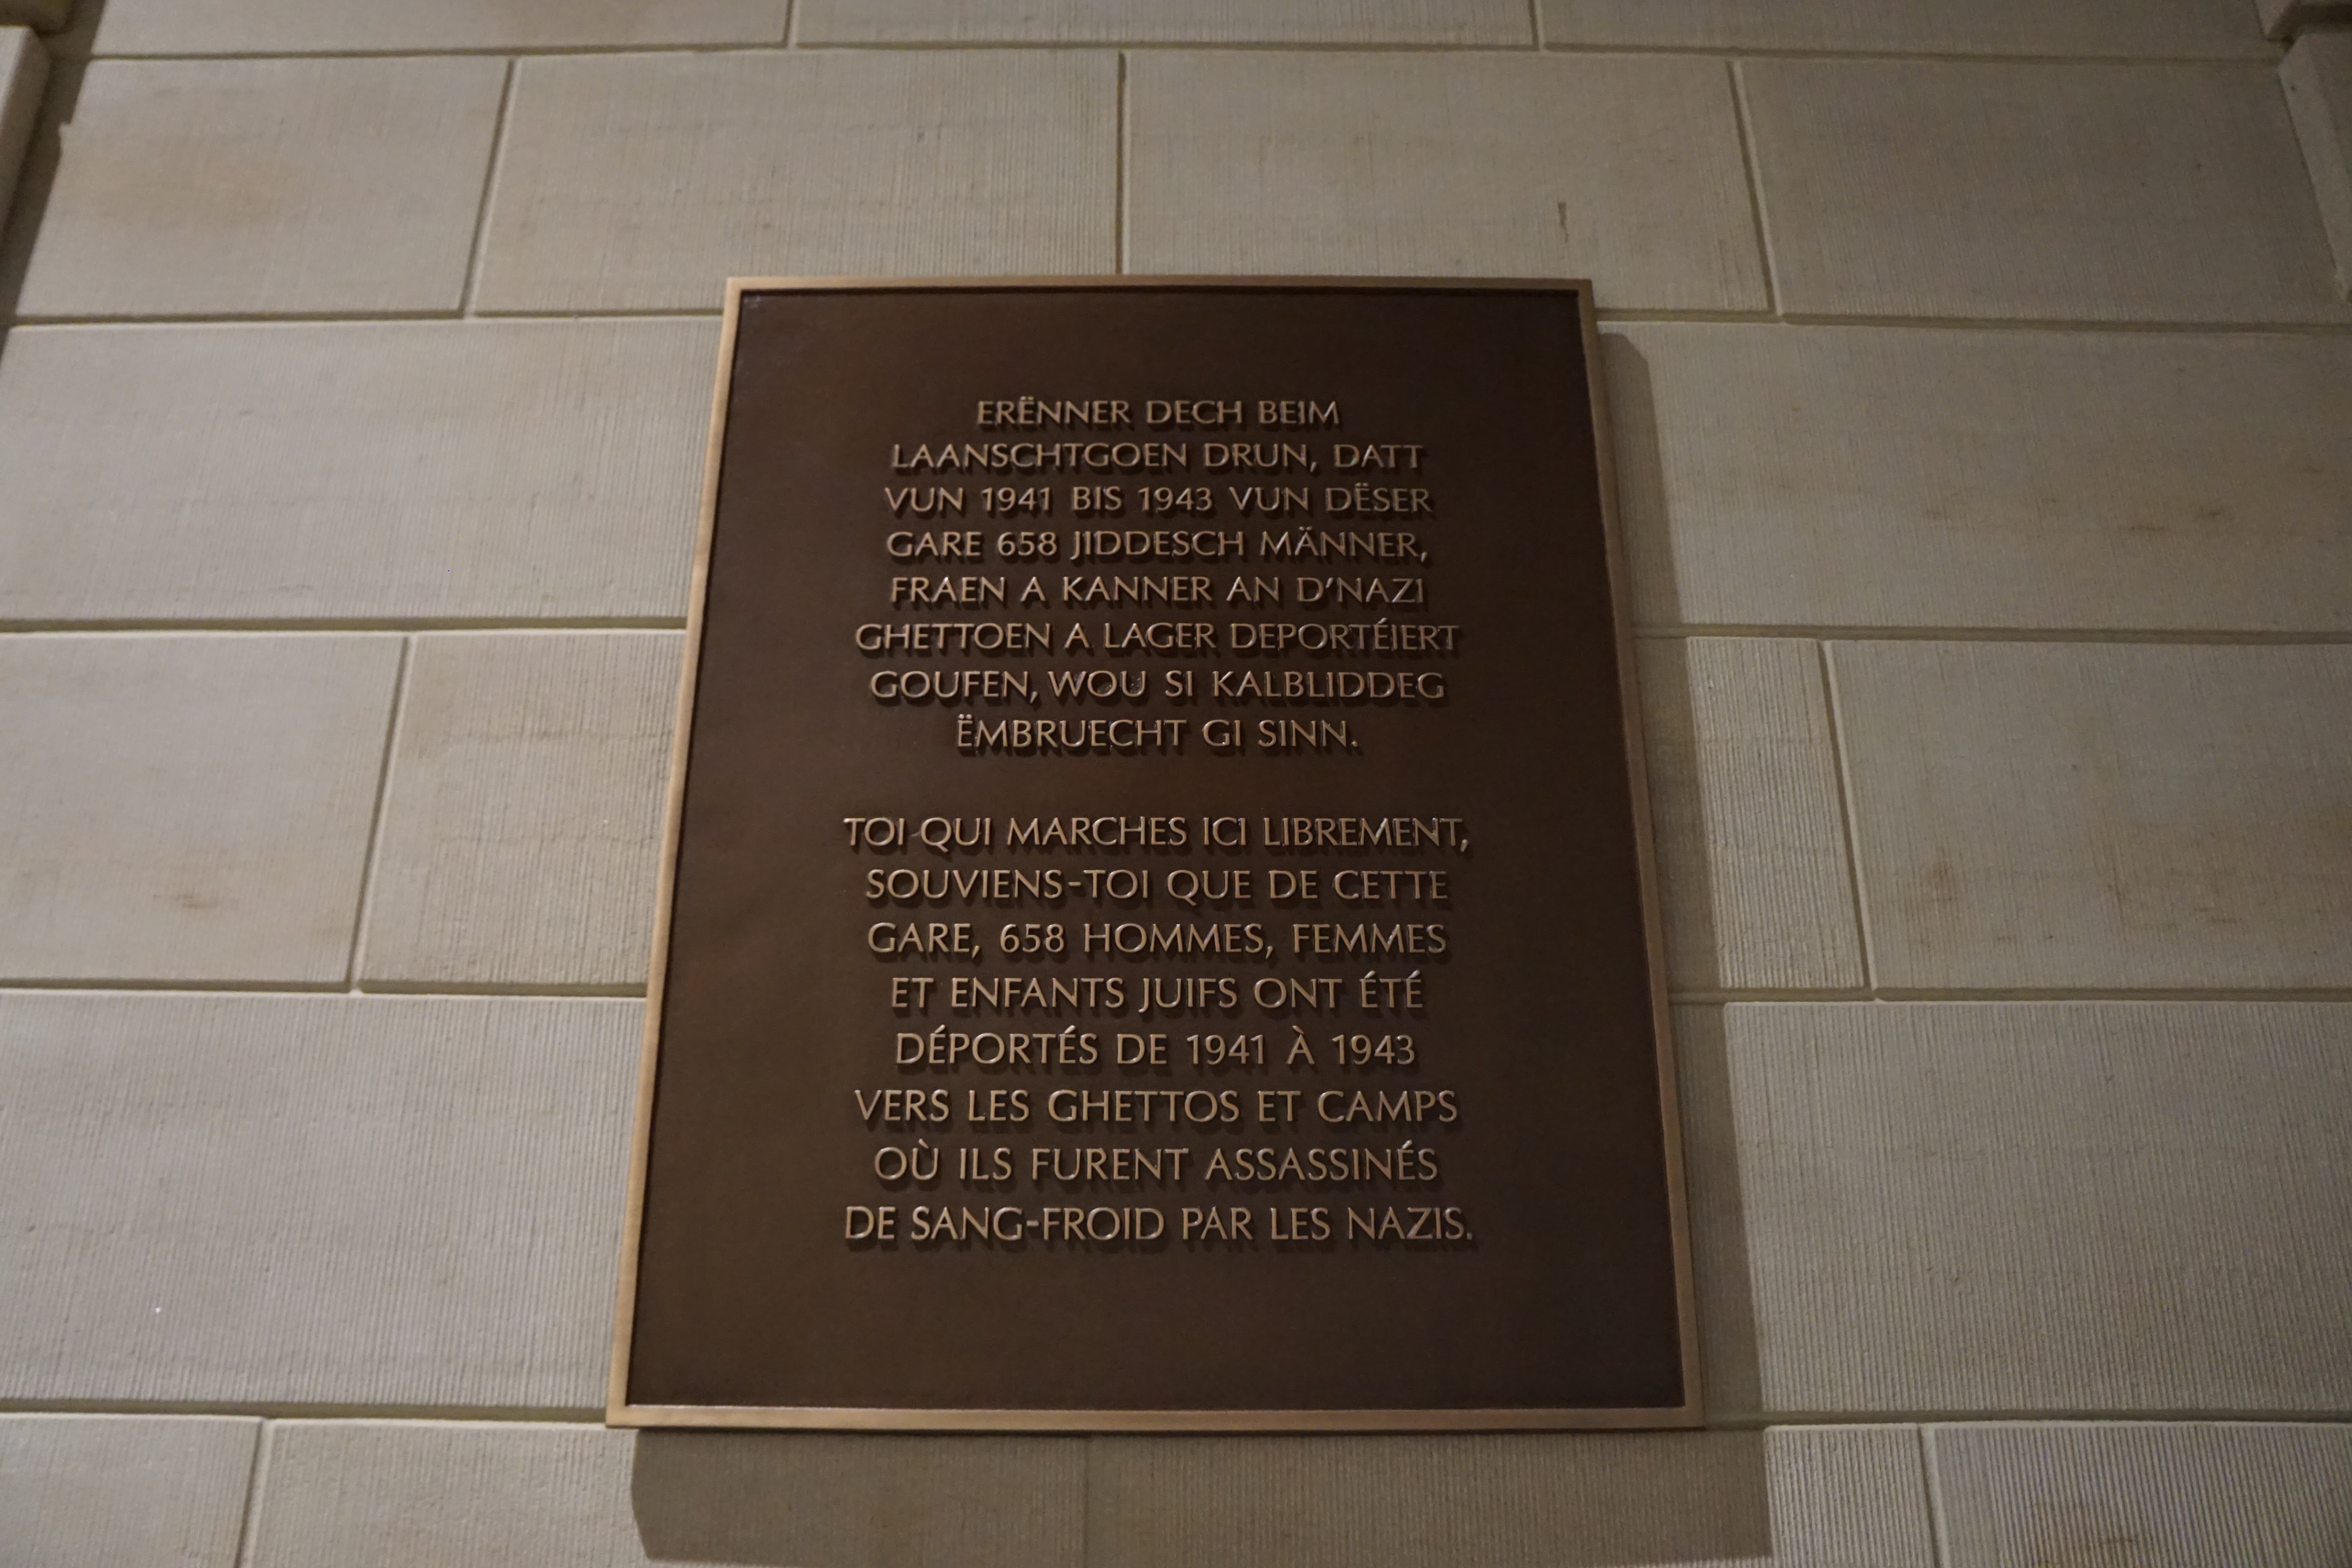 ERËNNER DECH BEIM
LAANSCHTGOEN DRUN, DATT
VUN 1941 BIS 1943 VUN DËSER
GARE 658 JIDDESCH MÄNNER,
FRAEN A KANNER AN D'NAZI
GHETTOEN A LAGER DEPORTÉIERT
GOUFEN, WOU SI KALBLIDDEG
ËMBRUECHT GI SINN.
TOI QUI MARCHES ICI LIBREMENT,
SOUVIENS-TOI QUE DE CETTE
GARE, 658 HOMMES, FEMMES
ET ENFANTS JUIFS ONT ÉTÉ
DÉPORTÉS DE 1941 À 1943
VERS LES GHETTOS ET CAMPS
OÙ ILS FURENT ASSASSINÉS
DE SANG-FROID PAR LES NAZIS.